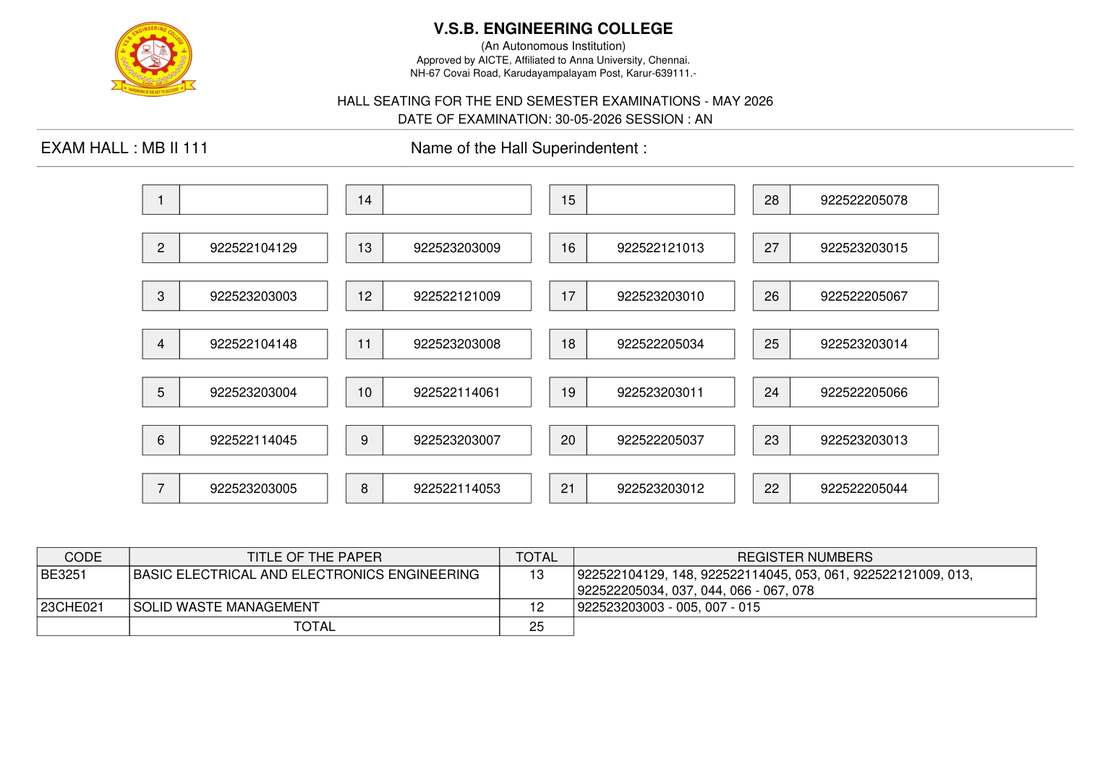 V.S.B. ENGINEERING COLLEGE
(An Autonomous Institution)
Approved by AICTE, Affiliated to Anna University, Chennai.
NH-67 Covai Road, Karudayampalayam Post, Karur-639111.-
HALL SEATING FOR THE END SEMESTER EXAMINATIONS - MAY 2026
DATE OF EXAMINATION: 30-05-2026 SESSION : AN
EXAM HALL : MB II 111 Name of the Hall Superindentent :
1 14 15 28 922522205078
2 922522104129 13 922523203009 16 922522121013 27 922523203015
3 922523203003 12 922522121009 17 922523203010 26 922522205067
4 922522104148 11 922523203008 18 922522205034 25 922523203014
5 922523203004 10 922522114061 19 922523203011 24 922522205066
6 922522114045 9 922523203007 20 922522205037 23 922523203013
7 922523203005 8 922522114053 21 922523203012 22 922522205044
CODE TITLE OF THE PAPER TOTAL REGISTER NUMBERS
BE3251 BASIC ELECTRICAL AND ELECTRONICS ENGINEERING 13 922522104129, 148, 922522114045, 053, 061, 922522121009, 013,
922522205034, 037, 044, 066 - 067, 078
23CHE021 SOLID WASTE MANAGEMENT 12 922523203003 - 005, 007 - 015
TOTAL 25